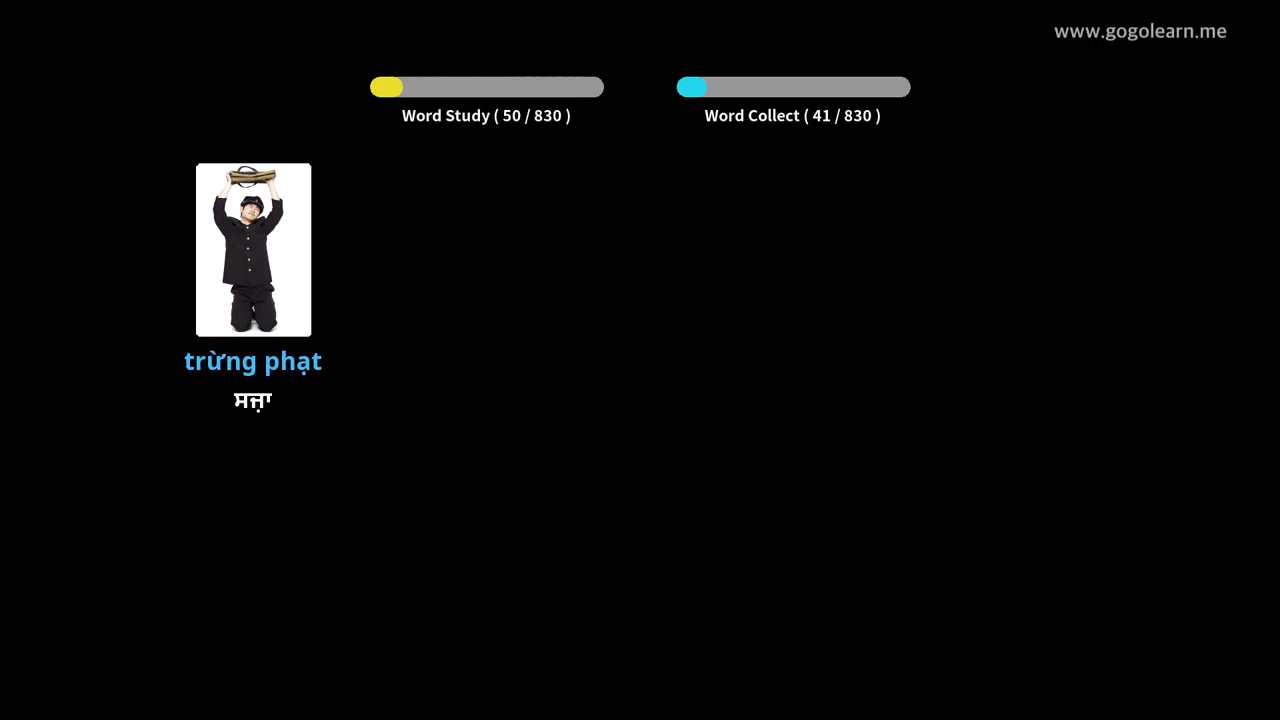 www.gogolearn.me
Word Study ( 50 / 830 )
Word Collect ( 41 / 830 )
trừng phạt
ਸਜ਼ਾ